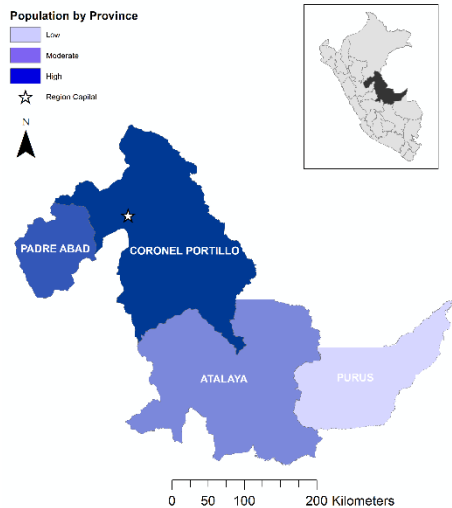 Population by Province
Low
Moderate
High
Region Capital
N
PADRE ABAD
CORONEL PORTILLO
ATALAYA
PURUS
0 50 100 200 Kilometers